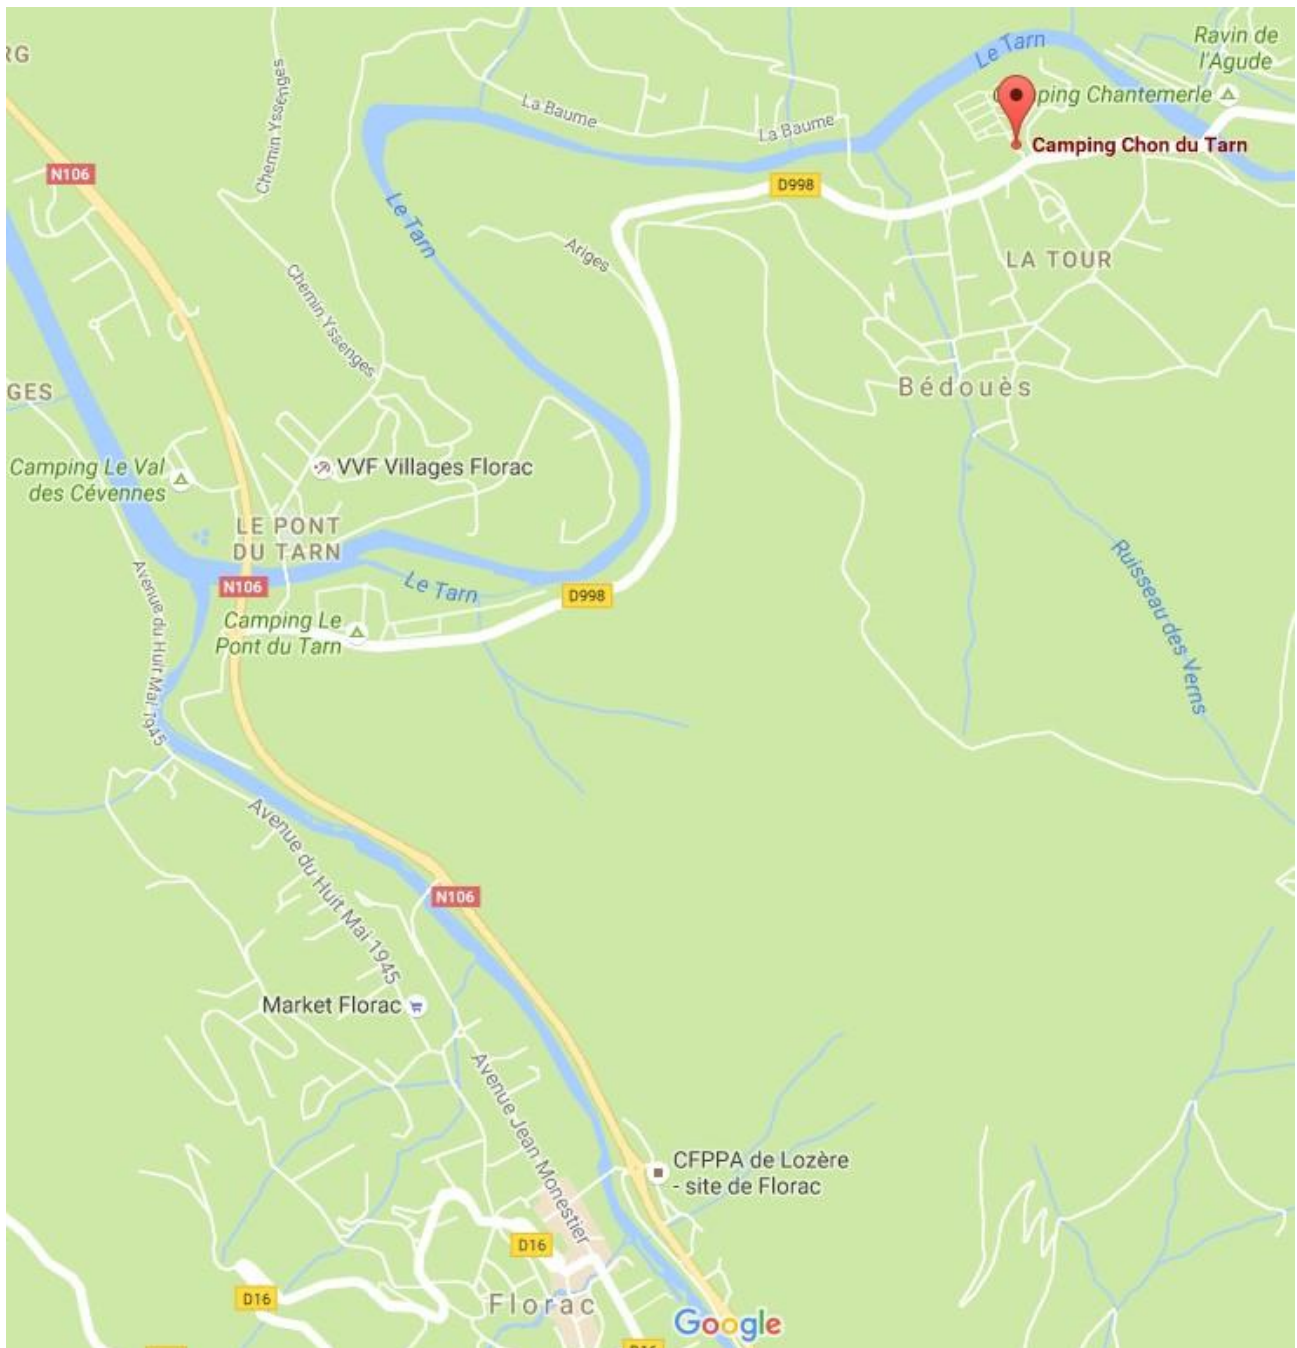 RG
Le Tarn
Ravin de
l'Agude
Chemin Yssenges
La Baume
La Baume
ping Chantemerle
Camping Chon du Tarn
N106
D998
Le Tarn
Ariges
LA TOUR
Chemin Yssenges
GES
Bédouès
Camping Le Val
des Cévennes
VVF Villages Florac
LE PONT
DU TARN
Ruisseau des Verns
Avenue du Huit Mai 1945
N106
Le Tarn
D998
Camping Le
Pont du Tarn
Avenue du Huit Mai 1945
N106
Market Florac
Avenue Jean Monestier
CFPPA de Lozère
- site de Florac
D16
D16
Florac
Google
D16